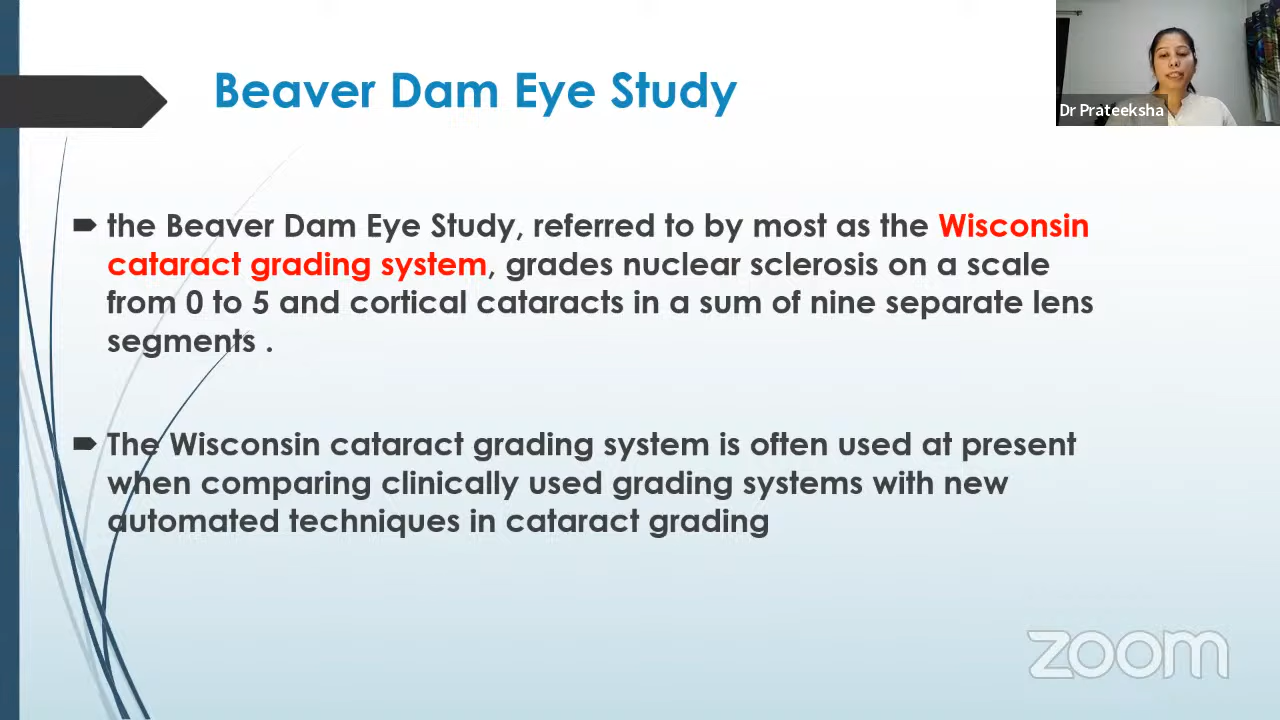 Beaver Dam Eye Study
Dr Prateeksha
the Beaver Dam Eye Study, referred to by most as the Wisconsin
cataract grading system, grades nuclear sclerosis on a scale
from 0 to 5 and cortical cataracts in a sum of nine separate lens
segments .
The Wisconsin cataract grading system is often used at present
when comparing clinically used grading systems with new
automated techniques in cataract grading
zoom